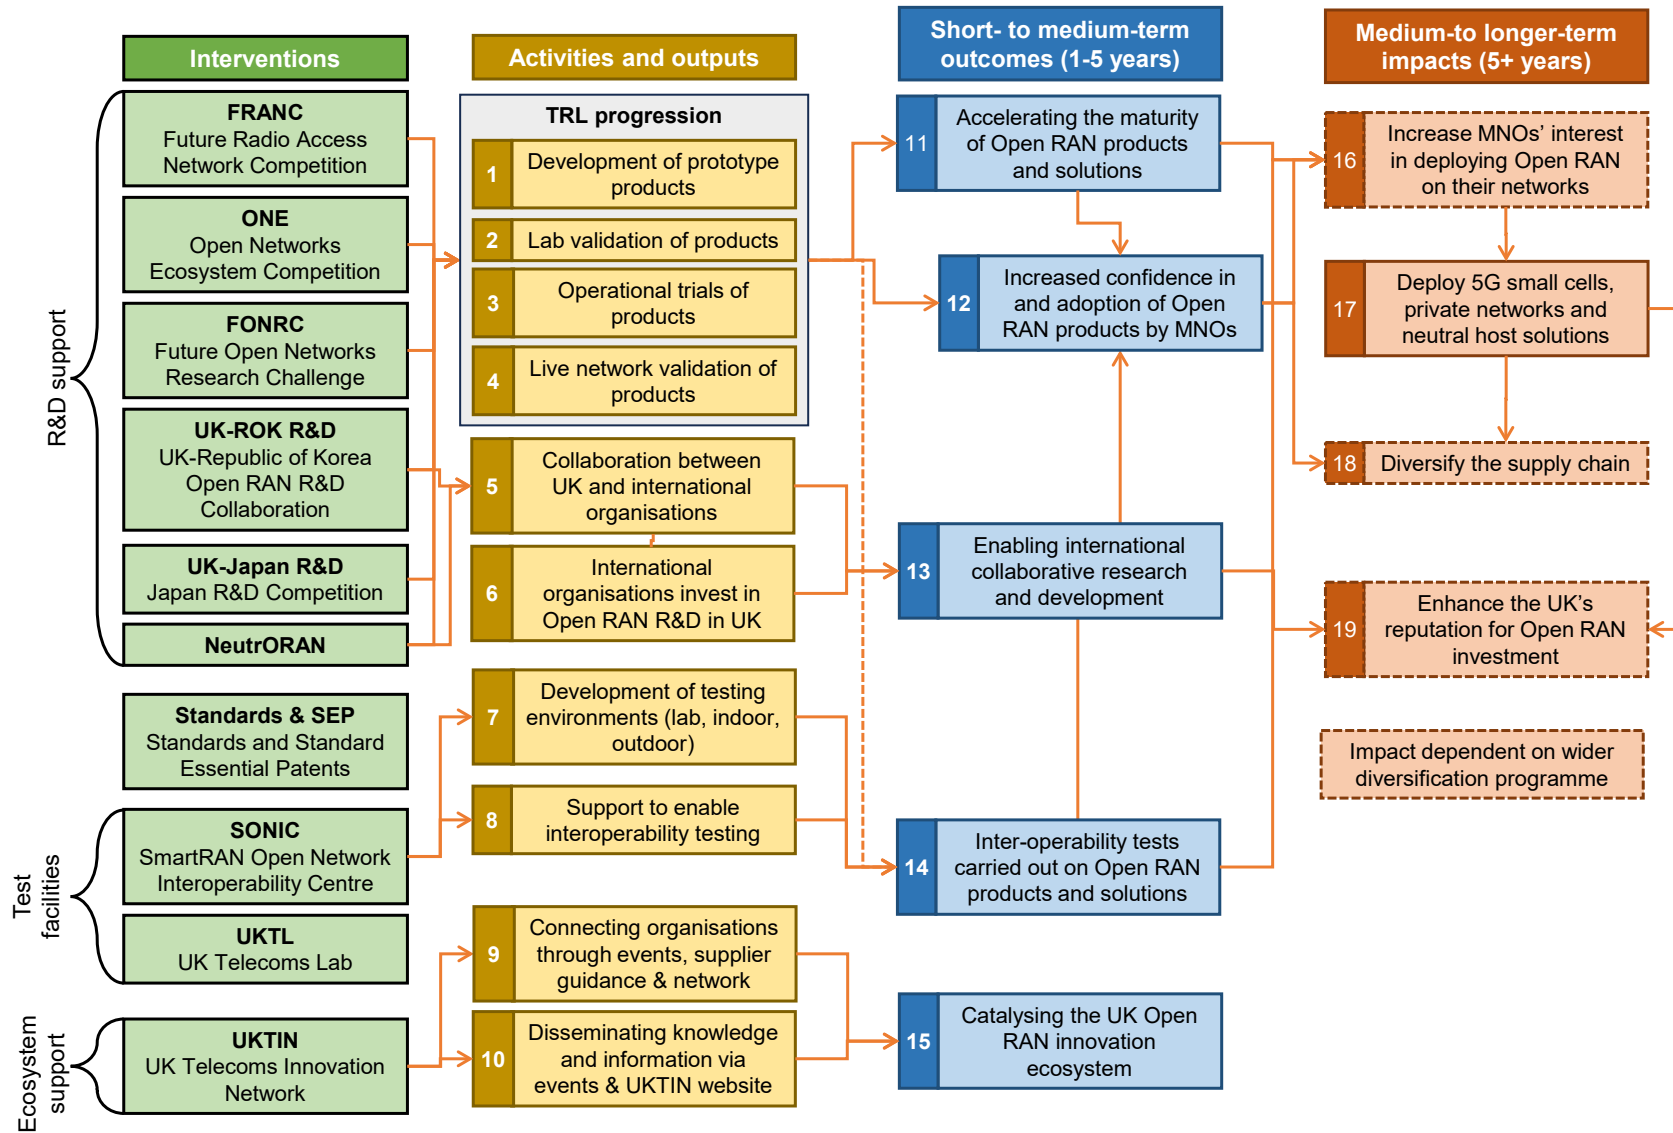 Interventions
Activities and outputs
Short- to medium-term
outcomes (1-5 years)
Medium-to longer-term
impacts (5+ years)
R&D support
FRANC
Future Radio Access
Network Competition
ONE
Open Networks
Ecosystem Competition
FONRC
Future Open Networks
Research Challenge
UK-ROK R&D
UK-Republic of Korea
Open RAN R&D
Collaboration
UK-Japan R&D
Japan R&D Competition
NeutrORAN
Standards & SEP
Standards and Standard
Essential Patents
Test
facilities
SONIC
SmartRAN Open Network
Interoperability Centre
UKTL
UK Telecoms Lab
Ecosystem
support
UKTIN
UK Telecoms Innovation
Network
TRL progression
1
Development of prototype
products
2
Lab validation of products
3
Operational trials of
products
4
Live network validation of
products
5
Collaboration between
UK and international
organisations
6
International
organisations invest in
Open RAN R&D in UK
7
Development of testing
environments (lab, indoor,
outdoor)
8
Support to enable
interoperability testing
9
Connecting organisations
through events, supplier
guidance & network
10
Disseminating knowledge
and information via
events & UKTIN website
11
Accelerating the maturity
of Open RAN products
and solutions
12
Increased confidence in
and adoption of Open
RAN products by MNOs
13
Enabling international
collaborative research
and development
14
Inter-operability tests
carried out on Open RAN
products and solutions
15
Catalysing the UK Open
RAN innovation
ecosystem
16
Increase MNOs' interest
in deploying Open RAN
on their networks
17
Deploy 5G small cells,
private networks and
neutral host solutions
18
Diversify the supply chain
19
Enhance the UK's
reputation for Open RAN
investment
Impact dependent on wider
diversification programme